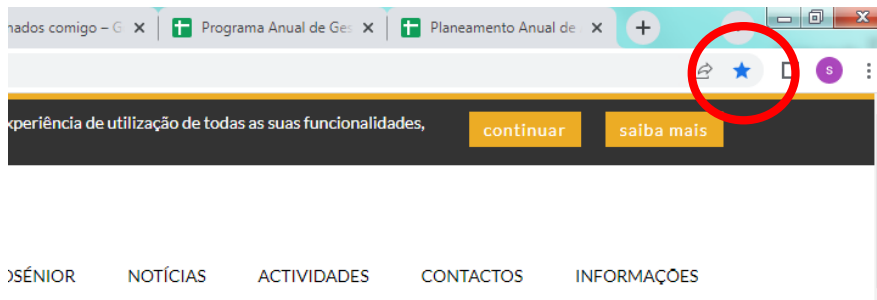 nados comigo – G
Programa Anual de Ges
Planeamento Anual de
s
xperiência de utilização de todas as suas funcionalidades,
continuar
saiba mais
OSÉNIOR NOTÍCIAS ACTIVIDADES CONTACTOS INFORMAÇÕES